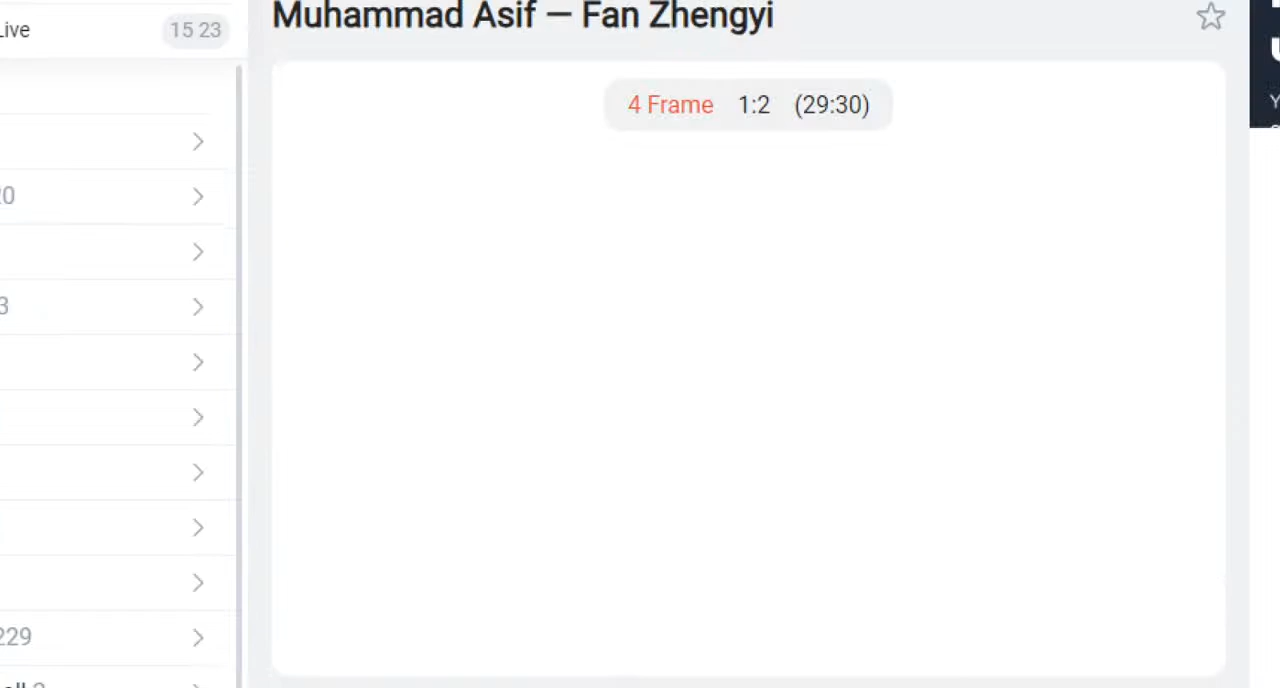 Muhammad Asif — Fan Zhengyi
Live
15 23
4 Frame 1:2 (29:30)
20
3
229